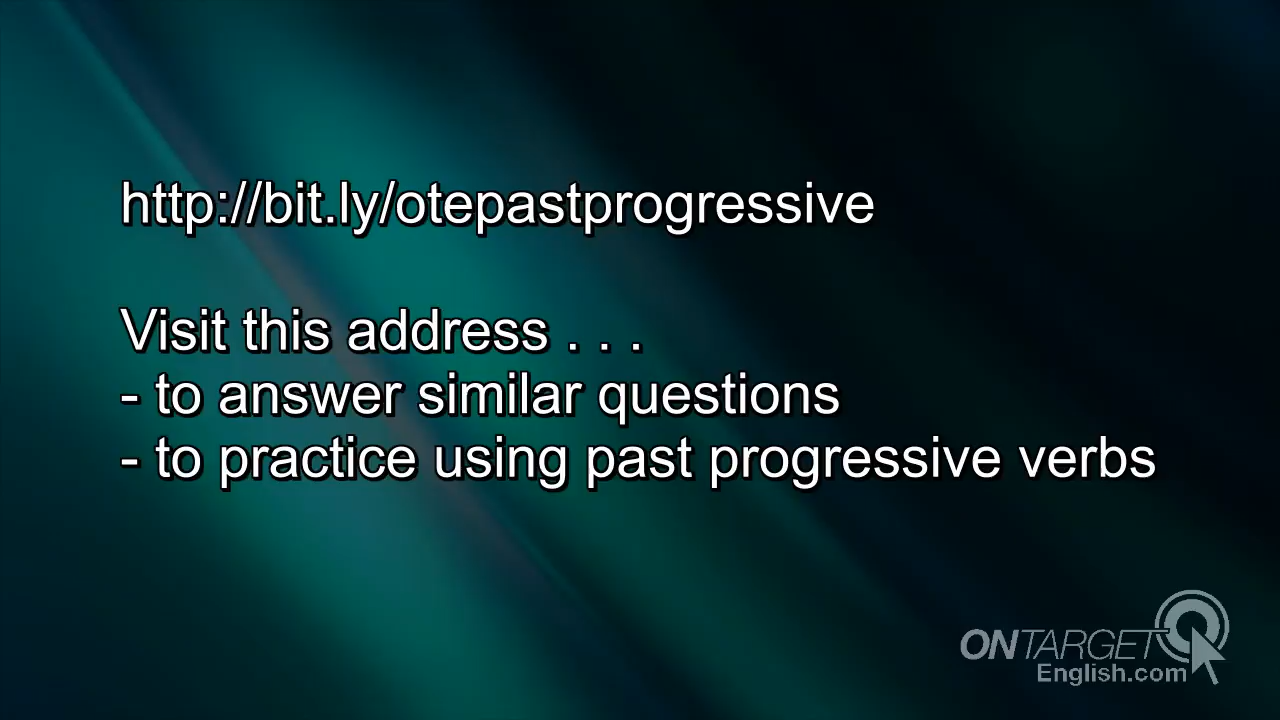 http://bit.ly/otepastprogressive
Visit this address . . .
- to answer similar questions
- to practice using past progressive verbs
ONTARGET
English.com